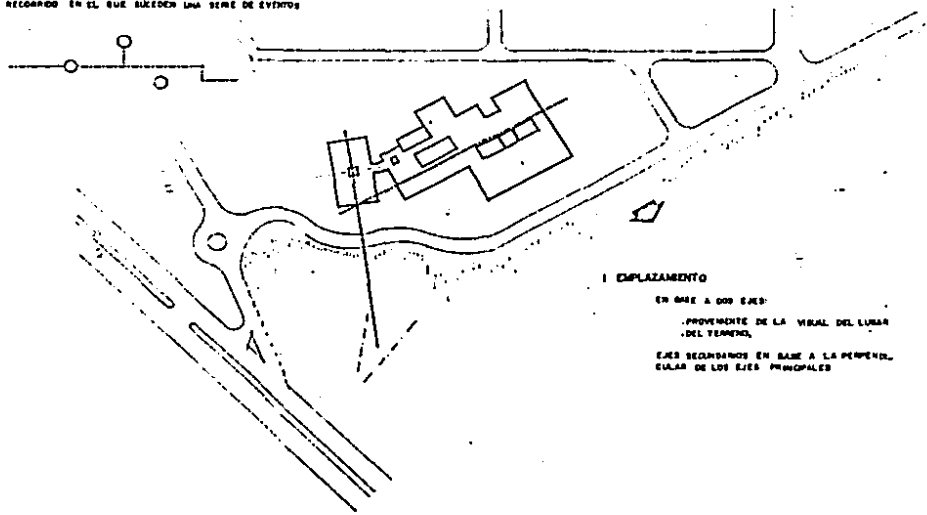 RECORRIDO EN EL QUE SUCEDEN UNA SERIE DE EVENTOS
I EMPLAZAMIENTO
EN BASE A DOS EJES:
.PROVENIENTE DE LA VISUAL DEL LUGAR
.DEL TERRENO,
EJES SECUNDARIOS EN BASE A LA PERPENDI_
CULAR DE LOS EJES PRINCIPALES